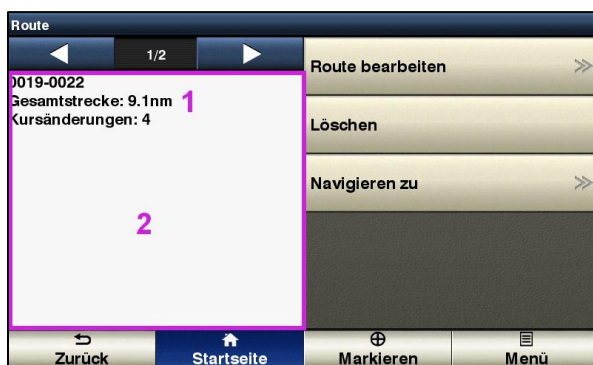 Route
1/2
0019-0022
Gesamtstrecke: 9.1nm
1
Kursänderungen: 4
2
Route bearbeiten
Löschen
Navigieren zu
Zurück
Startseite
Markieren
Menü